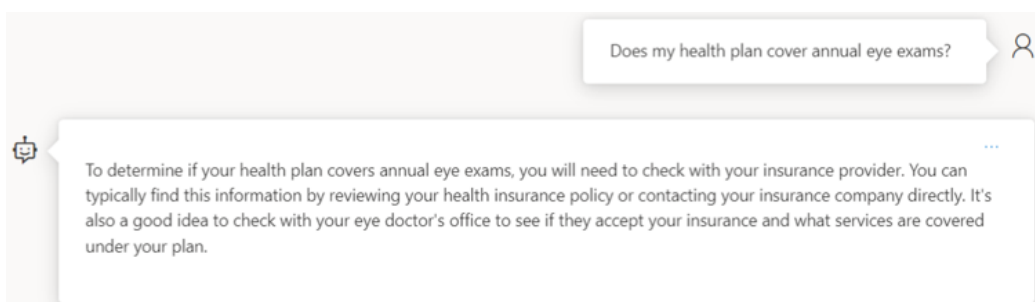 Does my health plan cover annual eye exams?
To determine if your health plan covers annual eye exams, you will need to check with your insurance provider. You can
typically find this information by reviewing your health insurance policy or contacting your insurance company directly. It's
also a good idea to check with your eye doctor's office to see if they accept your insurance and what services are covered
under your plan.